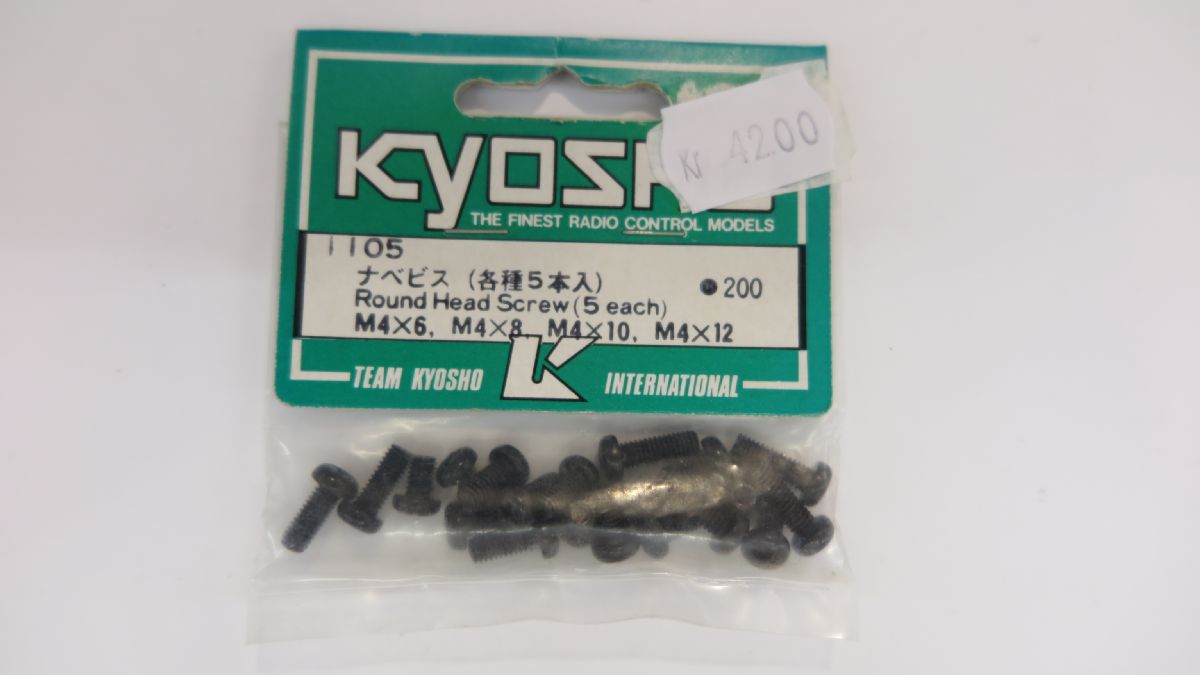 Kr 42.00
KYOSHO
THE FINEST RADIO CONTROL MODELS
1105
ナベビス (各種5本入)
●200
Round Head Screw (5 each)
M4×6, M4×8, M4×10, M4×12
TEAM KYOSHO K INTERNATIONAL